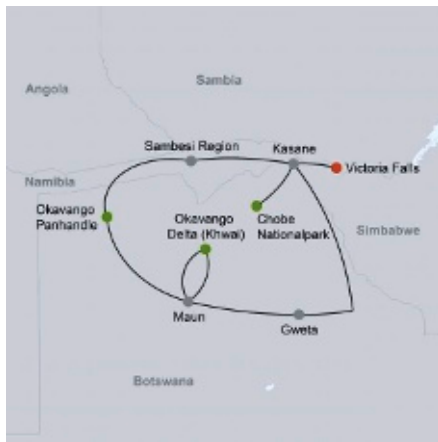 Sambia
Angola
Sambesi Region
Kasane
Victoria Falls
Namibia
Okavango
Panhandle
Okavango
Delta (Khwai)
Chobe
Nationalpark
Simbabwe
Maun
Gweta
Botswana